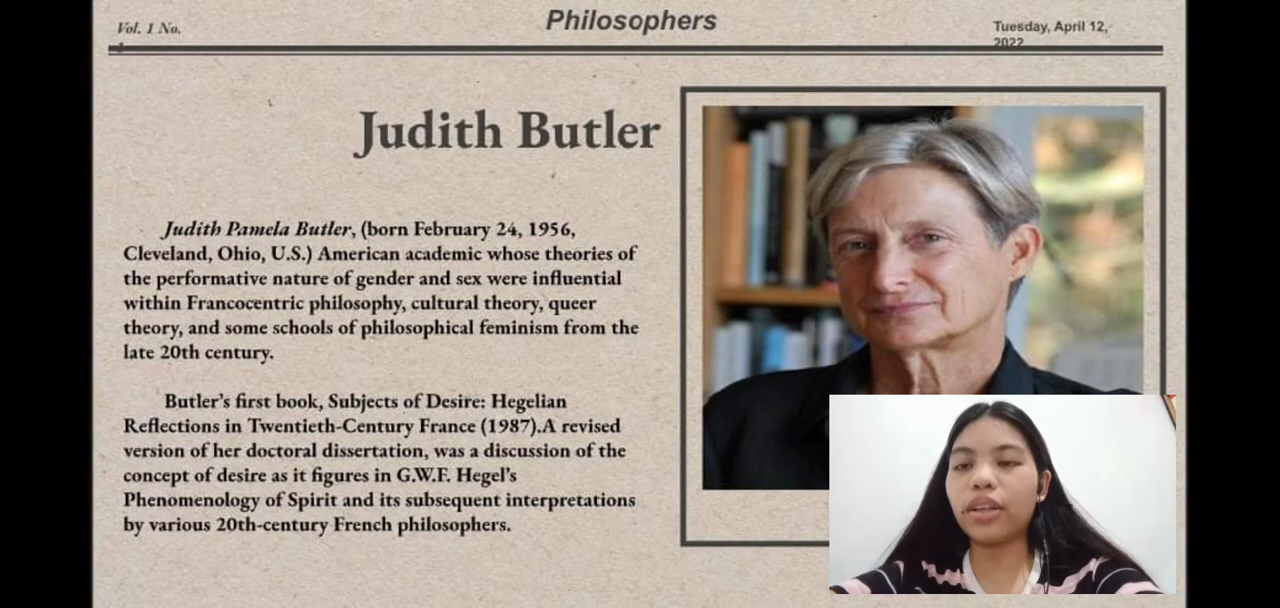 Philosophers
Vol. 1 No.
1
Tuesday, April 12,
2022
Judith Butler
Judith Pamela Butler, (born February 24, 1956,
Cleveland, Ohio, U.S.) American academic whose theories of
the performative nature of gender and sex were influential
within Francocentric philosophy, cultural theory, queer
theory, and some schools of philosophical feminism from the
late 20th century.
Butler’s first book, Subjects of Desire: Hegelian
Reflections in Twentieth-Century France (1987).A revised
version of her doctoral dissertation, was a discussion of the
concept of desire as it figures in G.W.F. Hegel’s
Phenomenology of Spirit and its subsequent interpretations
by various 20th-century French philosophers.